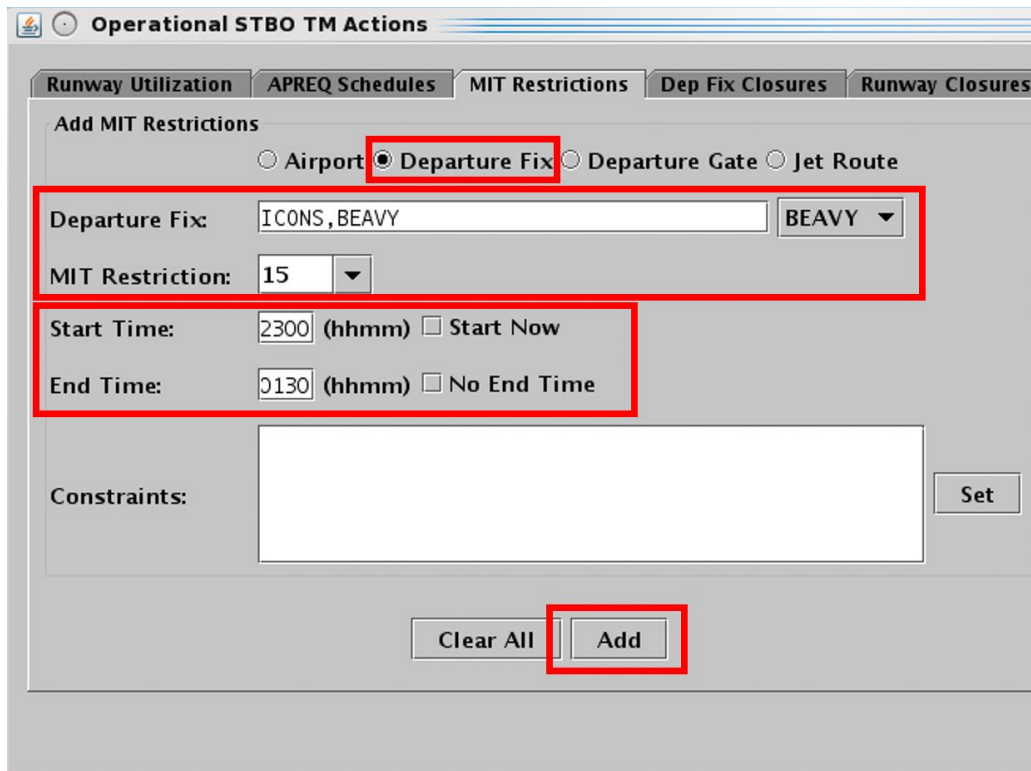 Operational STBO TM Actions
Runway Utilization APREQ Schedules MIT Restrictions Dep Fix Closures Runway Closures
Add MIT Restrictions
Airport Departure Fix Departure Gate Jet Route
Departure Fix: ICONS,BEAVY BEAVY
MIT Restriction: 15
Start Time: 2300 (hhmm) Start Now
End Time: 0130 (hhmm) No End Time
Constraints: Set
Clear All Add